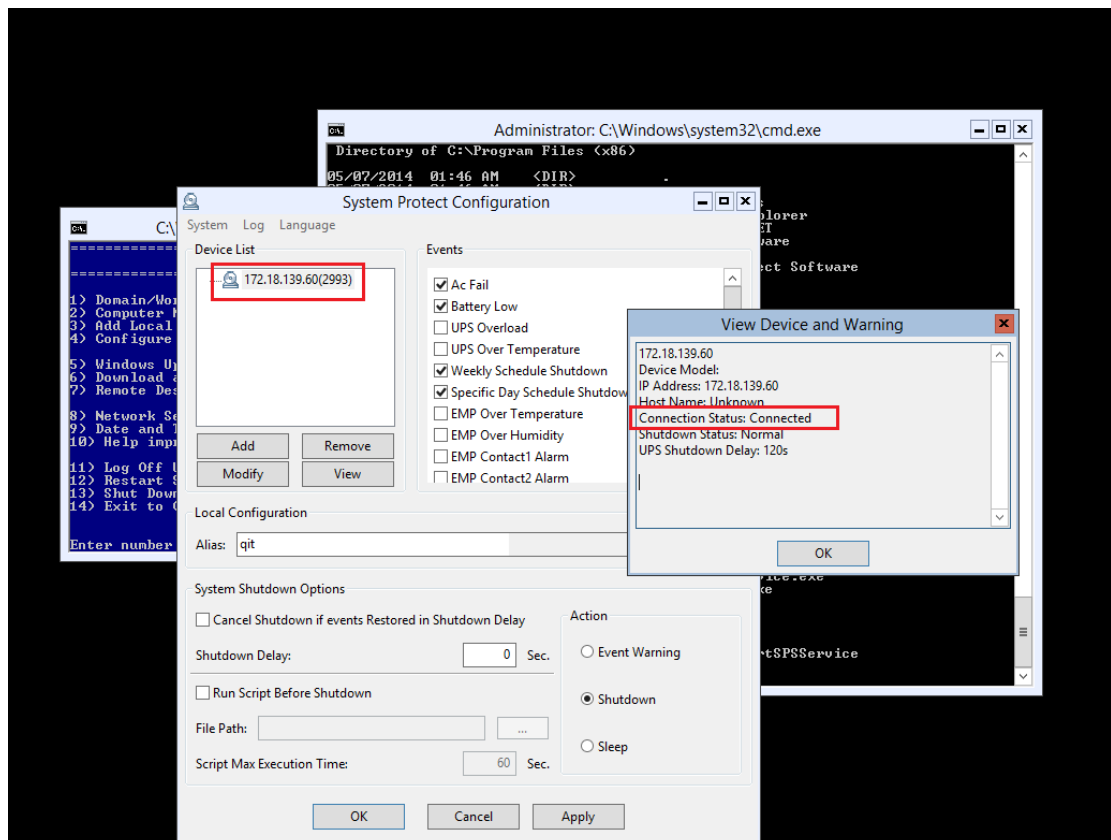 Administrator: C:\Windows\system32\cmd.exe
Directory of C:\Program Files (x86)
05/07/2014 01:46 AM <DIR> .
System Protect Configuration
System Log Language
Device List
172.18.139.60(2993)
Add Remove
Modify View
Events
Ac Fail
Battery Low
UPS Overload
UPS Over Temperature
Weekly Schedule Shutdown
Specific Day Schedule Shutdow
EMP Over Temperature
EMP Over Humidity
EMP Contact1 Alarm
EMP Contact2 Alarm
Local Configuration
Alias: qit
System Shutdown Options
Cancel Shutdown if events Restored in Shutdown Delay
Shutdown Delay: 0 Sec.
Run Script Before Shutdown
File Path: ...
Script Max Execution Time: 60 Sec.
Action
Event Warning
Shutdown
Sleep
OK Cancel Apply
View Device and Warning
172.18.139.60
Device Model:
IP Address: 172.18.139.60
Host Name: Unknown
Connection Status: Connected
Shutdown Status: Normal
UPS Shutdown Delay: 120s
OK
C:\
1) Domain/Wor
2) Computer
3) Add Local
4) Configure
5) Windows Up
6) Download a
7) Remote Des
8) Network Se
9) Date and
10) Help impr
11) Log Off
12) Restart S
13) Shut Down
14) Exit to
Enter number
plorer
ware
ect Software
tSPSService